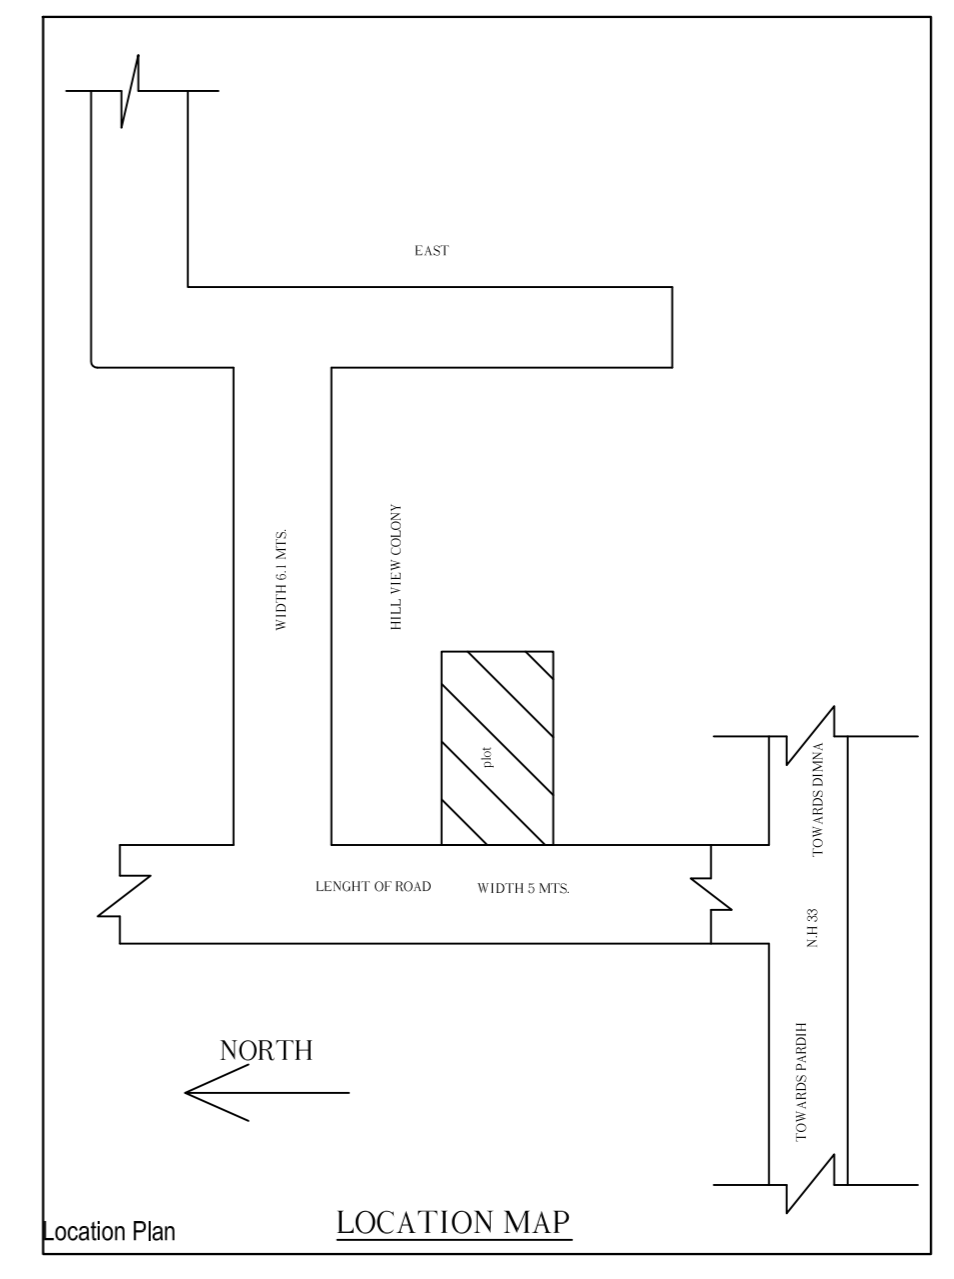 EAST
WIDTH 6.1 MTS.
HILL VIEW COLONY
plot
TOWARDS DIMNA
LENGHT OF ROAD WIDTH 5 MTS.
N.H 33
TOWARDS PARDIH
NORTH
LOCATION MAP
Location Plan